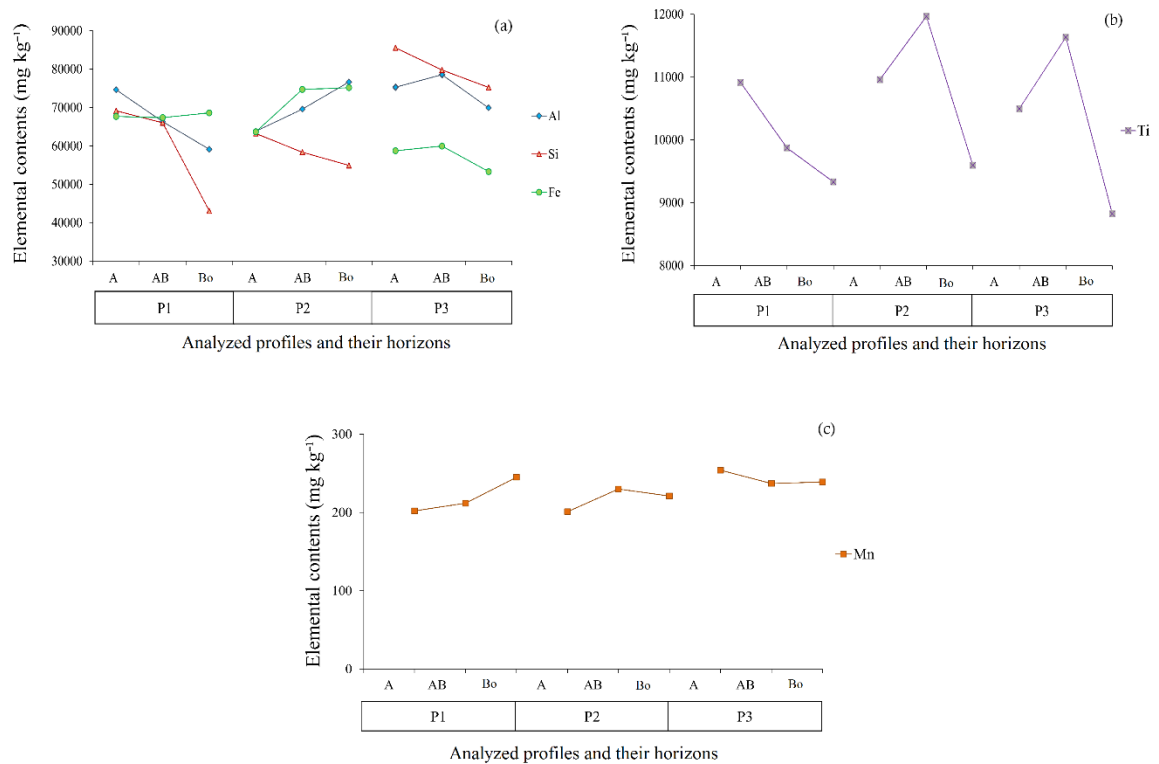 (a)
Elemental contents (mg kg⁻¹)
90000
80000
70000
60000
50000
40000
30000
Al
Si
Fe
A AB Bo A AB Bo A AB Bo
P1 P2 P3
Analyzed profiles and their horizons
(b)
Elemental contents (mg kg⁻¹)
12000
11000
10000
9000
8000
Ti
A AB Bo A AB Bo A AB Bo
P1 P2 P3
Analyzed profiles and their horizons
(c)
Elemental contents (mg kg⁻¹)
300
200
100
0
Mn
A AB Bo A AB Bo A AB Bo
P1 P2 P3
Analyzed profiles and their horizons